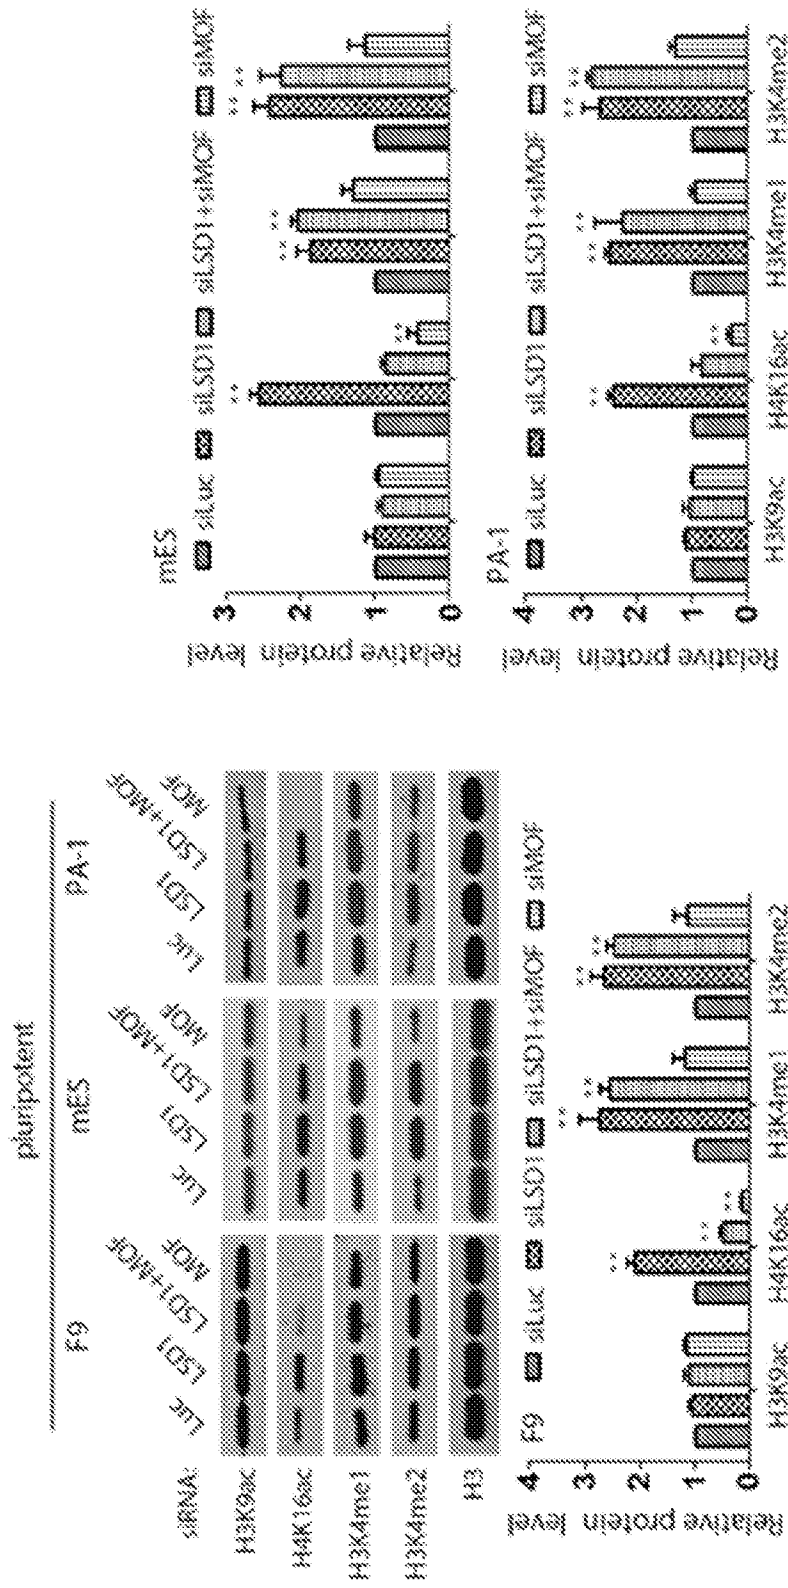 pluripotent
F9 mES PA-1
siRNA: Luc LSD1 LSD1+MOF MOF Luc LSD1 LSD1+MOF MOF Luc LSD1 LSD1+MOF MOF
H3K9ac
H4K16ac
H3K4me1
H3K4me2
H3
F9
siLuc siLSD1 siLSD1+siMOF siMOF
Relative protein
level
4
3
2
1
0
H3K9ac H4K16ac H3K4me1 H3K4me2
** ** ** ** ** ** **
mES
siLuc siLSD1 siLSD1+siMOF siMOF
Relative protein
level
3
2
1
0
** ** ** ** ** **
PA-1
siLuc siLSD1 siLSD1+siMOF siMOF
Relative protein
level
4
3
2
1
0
** ** ** ** ** **
H3K9ac H4K16ac H3K4me1 H3K4me2